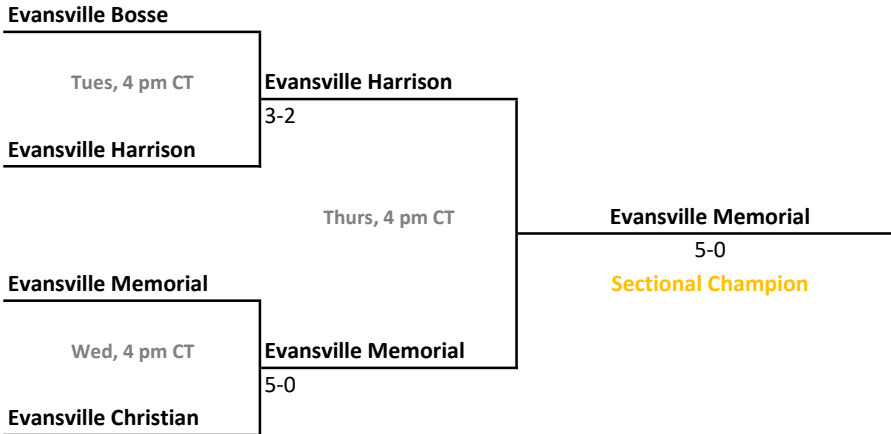 Evansville Bosse
Tues, 4 pm CT
Evansville Harrison
3-2
Evansville Harrison
Thurs, 4 pm CT
Evansville Memorial
5-0
Sectional Champion
Evansville Memorial
Wed, 4 pm CT
Evansville Memorial
5-0
Evansville Christian